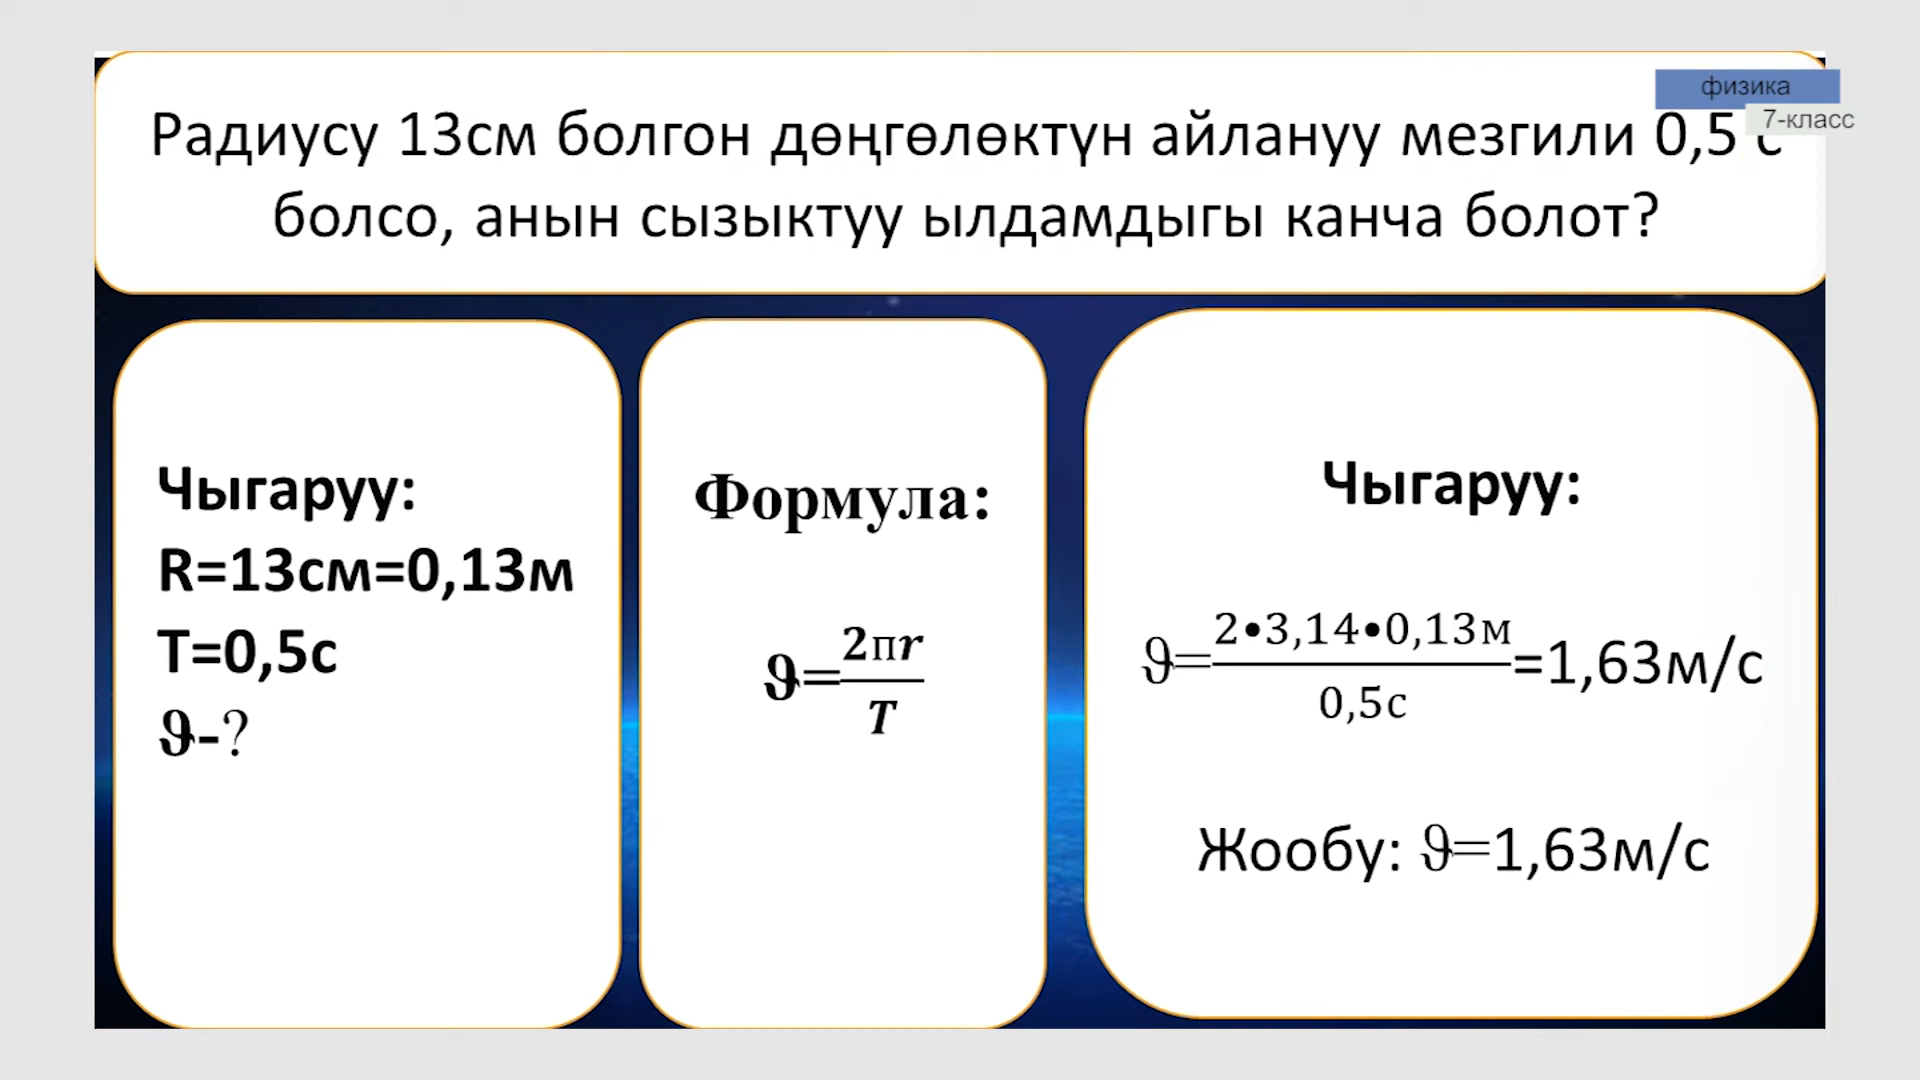 физика
7-класс
Радиусу 13см болгон дөңгөлөктүн айлануу мезгили 0,5 с
болсо, анын сызыктуу ылдамдыгы канча болот?
Чыгаруу:
R=13см=0,13м
T=0,5с
ϑ-?
Формула:
ϑ=2πr/T
Чыгаруу:
ϑ=2•3,14•0,13м/0,5с=1,63м/с
Жообу: ϑ=1,63м/с